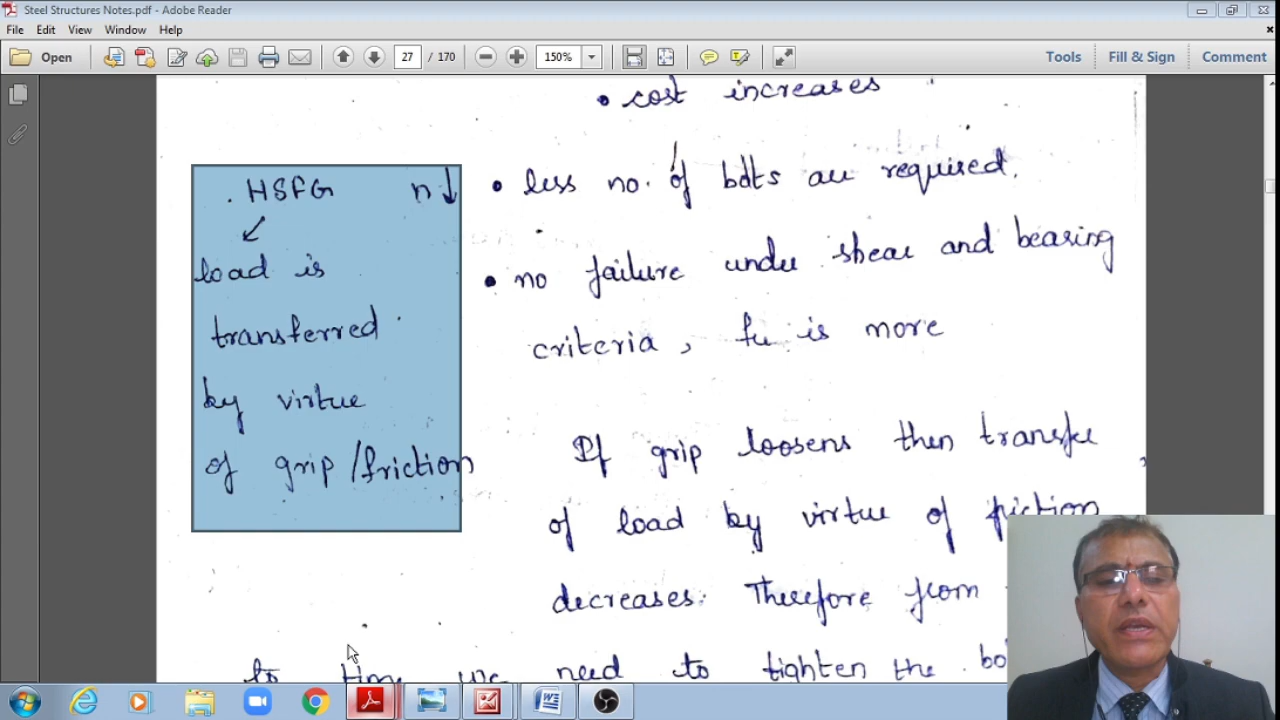 Steel Structures Notes.pdf - Adobe Reader
File Edit View Window Help
Open 27 / 170 150% Tools Fill & Sign Comment
• cost increases
• less no. of bolts are required.
• no failure under shear and bearing
criteria, fu is more
If grip loosens then transfer
of load by virtue of friction
decreases. Therefore from
to time we need to tighten the bo
. HSFG n↓
load is
transferred
by virtue
of grip/friction